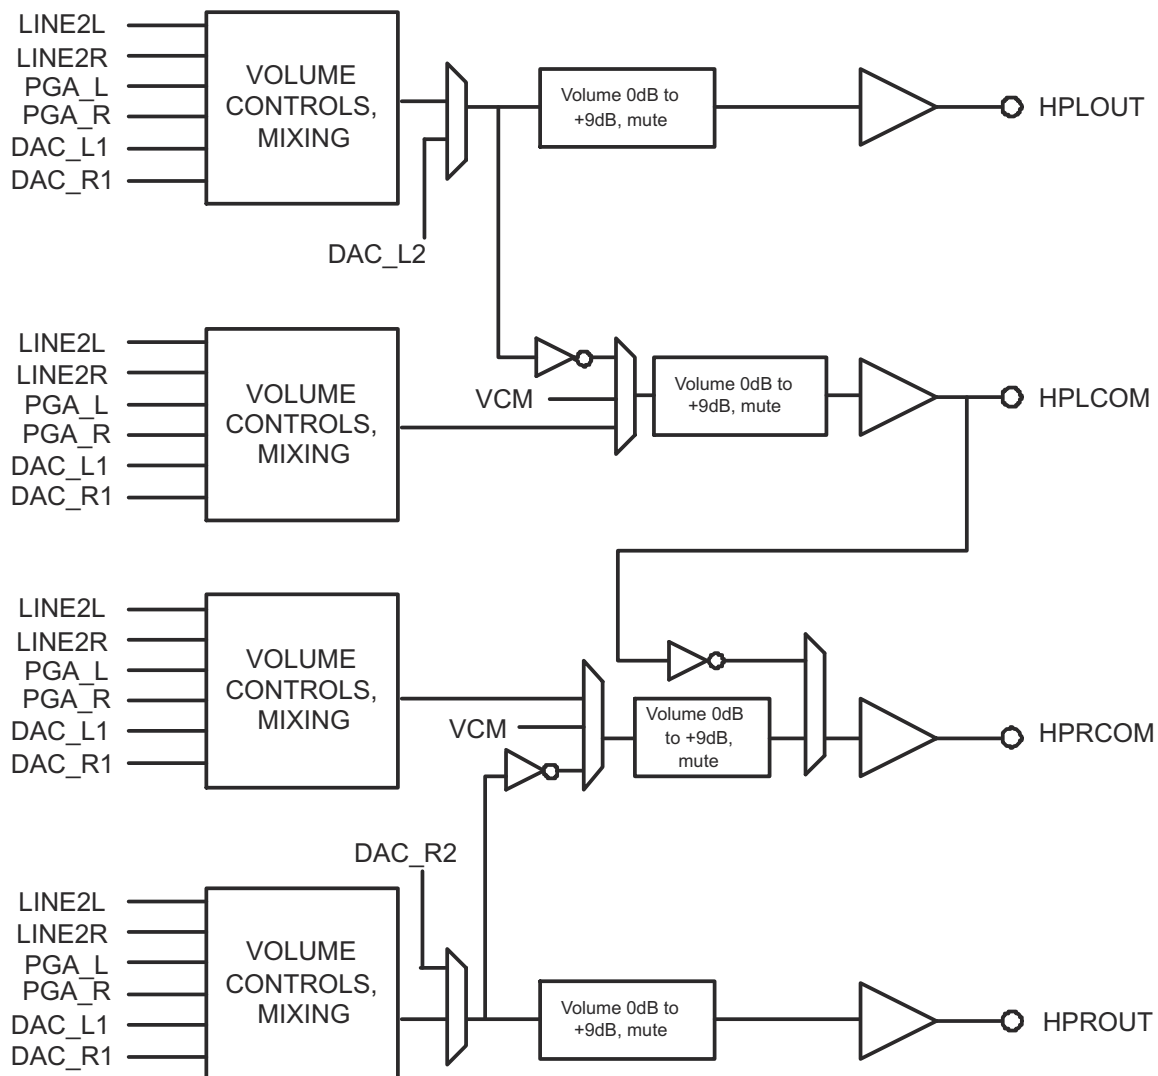 LINE2L
LINE2R
PGA_L
PGA_R
DAC_L1
DAC_R1
VOLUME
CONTROLS,
MIXING
DAC_L2
Volume 0dB to
+9dB, mute
HPLOUT
LINE2L
LINE2R
PGA_L
PGA_R
DAC_L1
DAC_R1
VOLUME
CONTROLS,
MIXING
VCM
Volume 0dB to
+9dB, mute
HPLCOM
LINE2L
LINE2R
PGA_L
PGA_R
DAC_L1
DAC_R1
VOLUME
CONTROLS,
MIXING
VCM
Volume 0dB
to +9dB,
mute
HPRCOM
DAC_R2
LINE2L
LINE2R
PGA_L
PGA_R
DAC_L1
DAC_R1
VOLUME
CONTROLS,
MIXING
Volume 0dB to
+9dB, mute
HPROUT